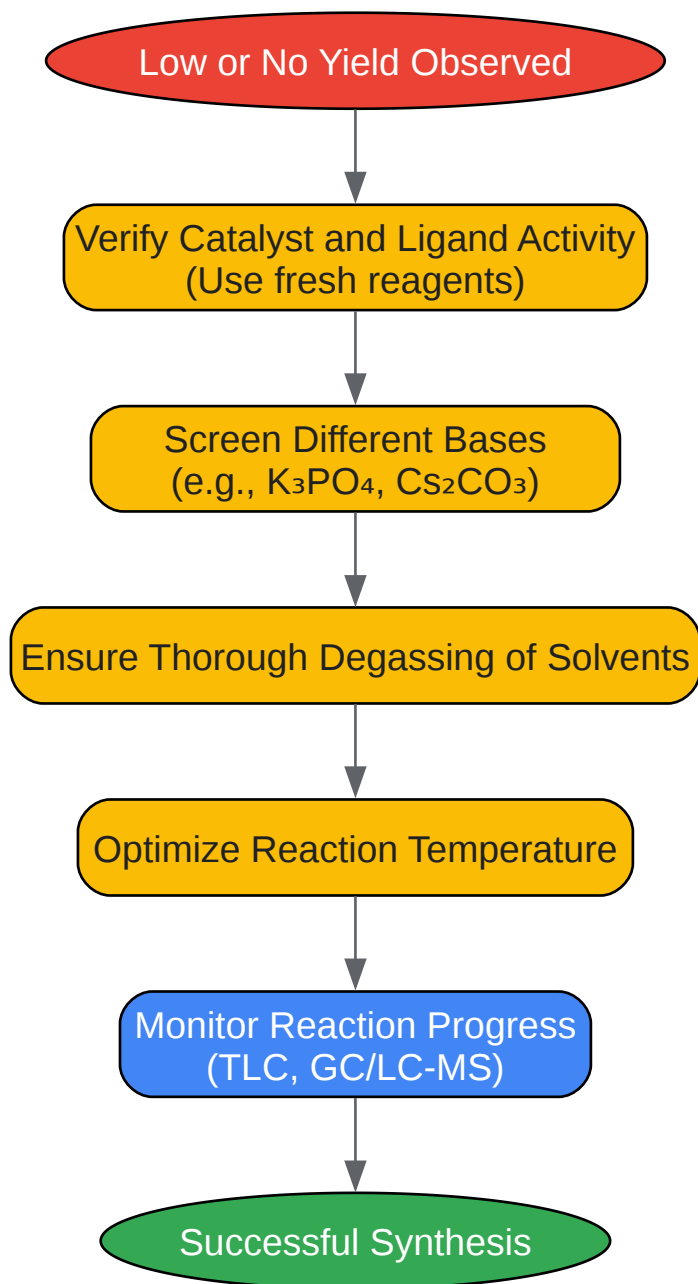 Low or No Yield Observed
Verify Catalyst and Ligand Activity
(Use fresh reagents)
Screen Different Bases
(e.g., K₃PO₄, Cs₂CO₃)
Ensure Thorough Degassing of Solvents
Optimize Reaction Temperature
Monitor Reaction Progress
(TLC, GC/LC-MS)
Successful Synthesis